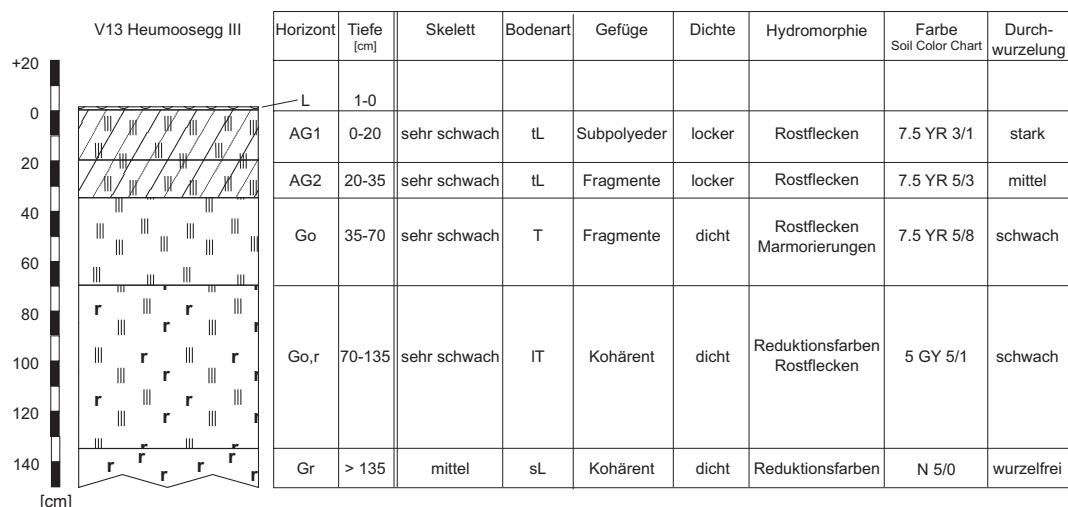 V13 Heumoosegg III
Horizont Tiefe [cm] Skelett Bodenart Gefüge Dichte Hydromorphie Farbe Soil Color Chart Durch-wurzelung
L 1-0
AG1 0-20 sehr schwach tL Subpolyeder locker Rostflecken 7.5 YR 3/1 stark
AG2 20-35 sehr schwach tL Fragmente locker Rostflecken 7.5 YR 5/3 mittel
Go 35-70 sehr schwach T Fragmente dicht Rostflecken Marmorierungen 7.5 YR 5/8 schwach
Go,r 70-135 sehr schwach lT Kohärent dicht Reduktionsfarben Rostflecken 5 GY 5/1 schwach
Gr > 135 mittel sL Kohärent dicht Reduktionsfarben N 5/0 wurzelfrei
+20
0
20
40
60
80
100
120
140
[cm]
r r r
r r
r r
r r r
r r
r r
r r r
r r r